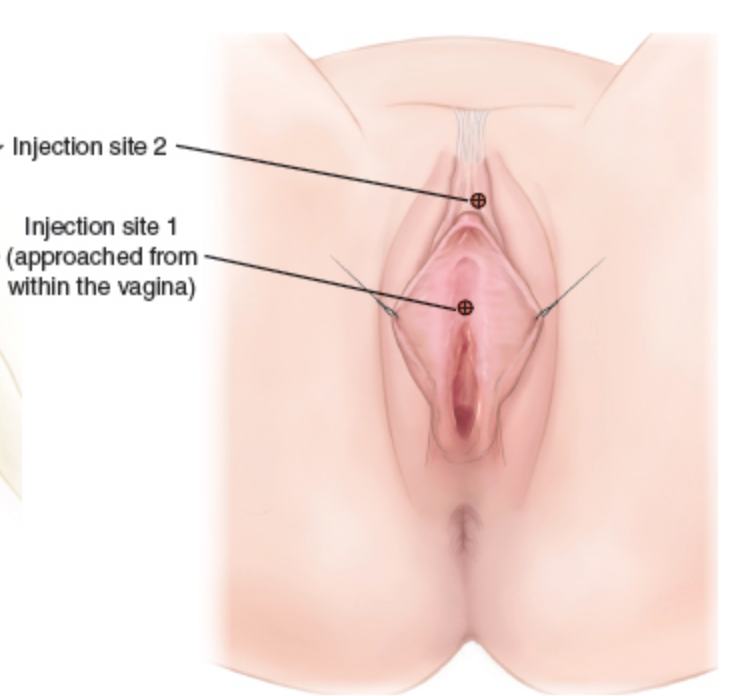 Injection site 2
Injection site 1
(approached from
within the vagina)